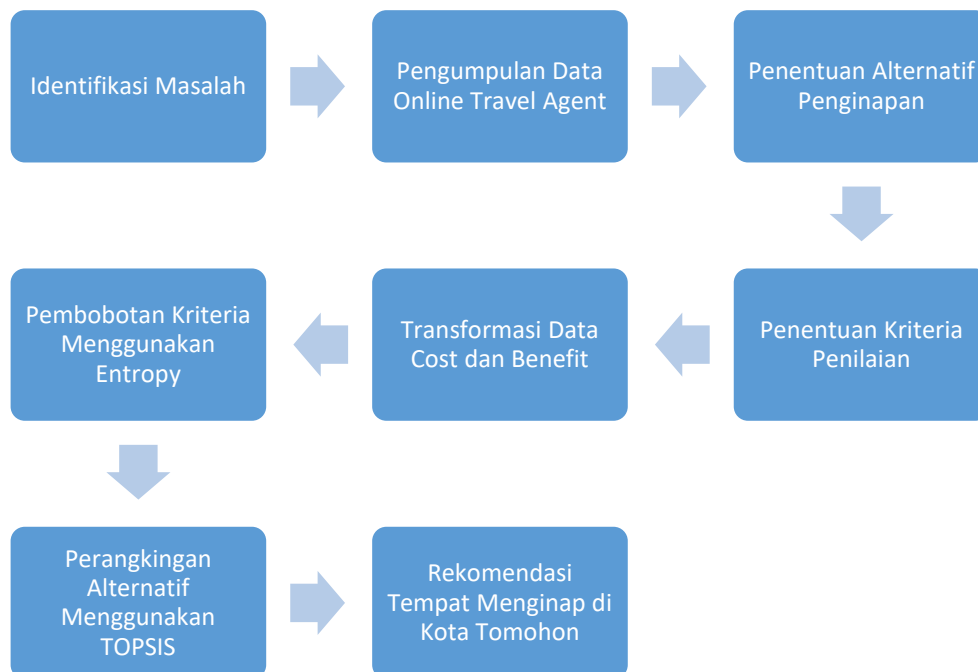 Identifikasi Masalah
Pengumpulan Data
Online Travel Agent
Penentuan Alternatif
Penginapan
Penentuan Kriteria
Penilaian
Transformasi Data
Cost dan Benefit
Pembobotan Kriteria
Menggunakan
Entropy
Perangkingan
Alternatif
Menggunakan
TOPSIS
Rekomendasi
Tempat Menginap di
Kota Tomohon